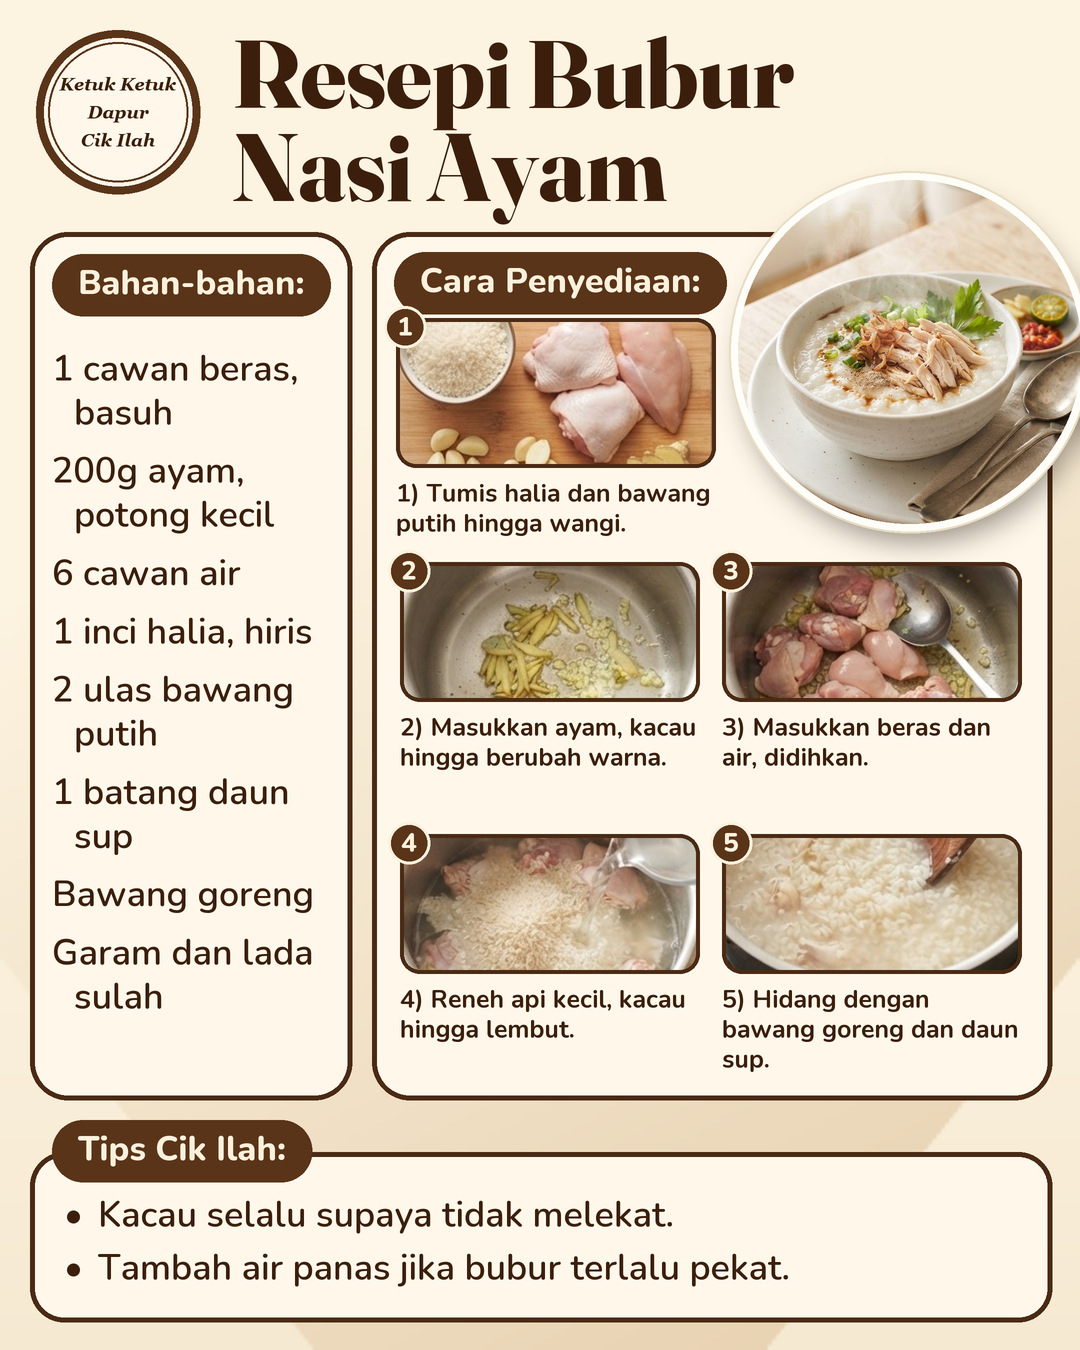 Ketuk Ketuk
Dapur
Cik Ilah
Resepi Bubur
Nasi Ayam
Bahan-bahan:
1 cawan beras,
basuh
200g ayam,
potong kecil
6 cawan air
1 inci halia, hiris
2 ulas bawang
putih
1 batang daun
sup
Bawang goreng
Garam dan lada
sulah
Cara Penyediaan:
1
1) Tumis halia dan bawang
putih hingga wangi.
2
2) Masukkan ayam, kacau
hingga berubah warna.
3
3) Masukkan beras dan
air, didihkan.
4
4) Reneh api kecil, kacau
hingga lembut.
5
5) Hidang dengan
bawang goreng dan daun
sup.
Tips Cik Ilah:
• Kacau selalu supaya tidak melekat.
• Tambah air panas jika bubur terlalu pekat.